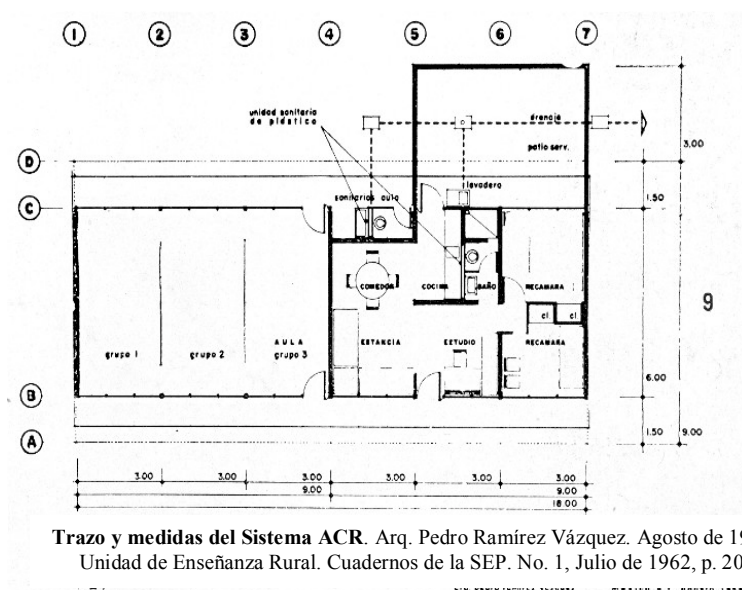 1 2 3 4 5 6 7
unidad sanitaria
de plástico
drenaje
patio serv.
3.00
D
lavadero
1.50
sanitarios aula
C
COMEDOR COCINA BAÑO RECAMARA
9
cl cl
grupo 1 grupo 2 AULA
grupo 3
ESTANCIA ESTUDIO RECAMARA
6.00
B
1.50 9.00
A
3.00 3.00 3.00 3.00 3.00 3.00
9.00 9.00
18.00
Trazo y medidas del Sistema ACR. Arq. Pedro Ramírez Vázquez. Agosto de 19
Unidad de Enseñanza Rural. Cuadernos de la SEP. No. 1, Julio de 1962, p. 20